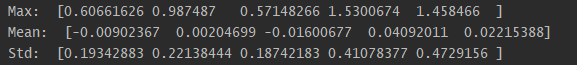 Max:  [0.60661626 0.987487   0.57148266 1.5300674  1.458466  ]
Mean:  [-0.00902367  0.00204699 -0.01600677  0.04092011  0.02215388]
Std:  [0.19342883 0.22138444 0.18742183 0.41078377 0.4729156 ]